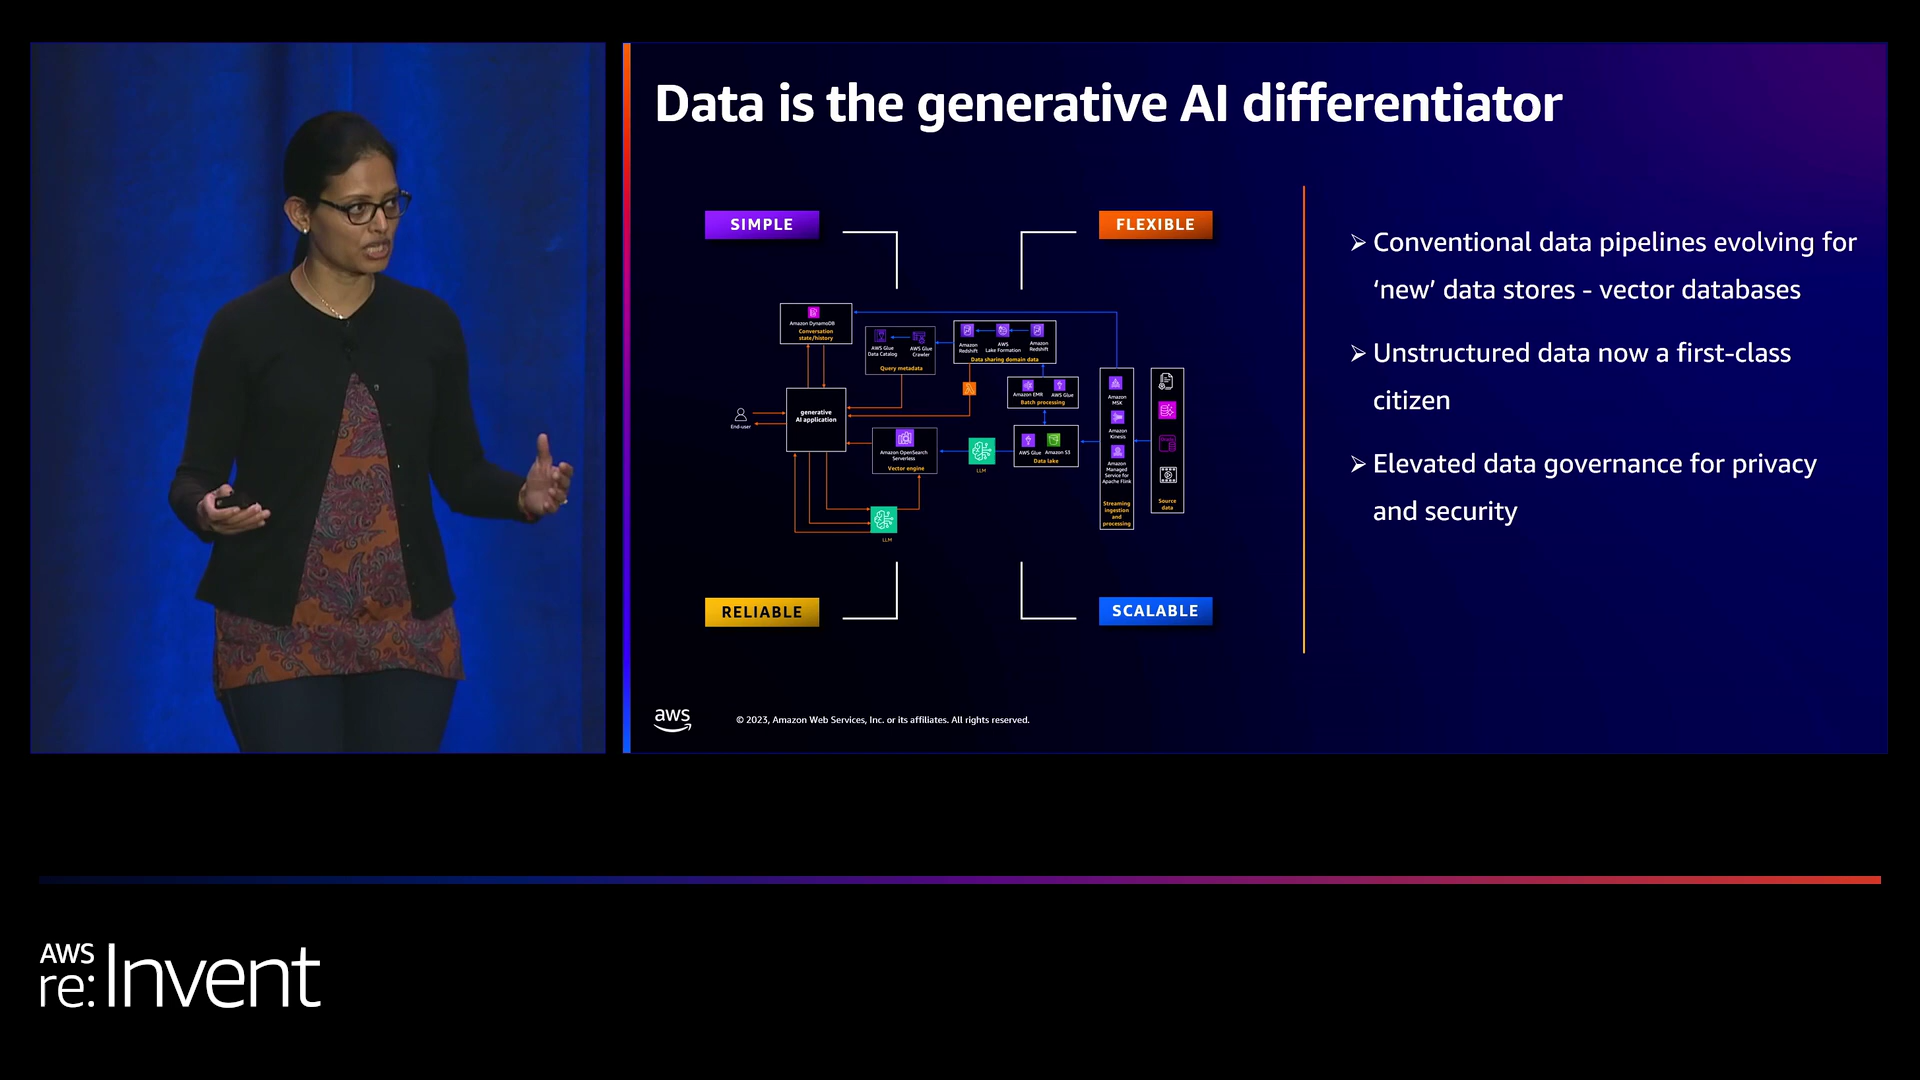 Data is the generative AI differentiator
SIMPLE
FLEXIBLE
Amazon DynamoDB
Conversation
state/history
AWS Glue
Data Catalog
AWS Glue
Crawler
Query metadata
Amazon
Redshift
AWS
Lake Formation
Amazon
Redshift
Data sharing domain data
Amazon EMR
AWS Glue
Batch processing
End-user
generative
AI application
Amazon OpenSearch
Serverless
Vector engine
LLM
AWS Glue
Amazon S3
Data lake
Amazon
MSK
Amazon
Kinesis
Amazon
Managed
Service for
Apache Flink
Streaming
ingestion
and
processing
Source
data
LLM
RELIABLE
SCALABLE
➢ Conventional data pipelines evolving for
‘new’ data stores - vector databases
➢ Unstructured data now a first-class
citizen
➢ Elevated data governance for privacy
and security
aws
© 2023, Amazon Web Services, Inc. or its affiliates. All rights reserved.
AWS
re:Invent